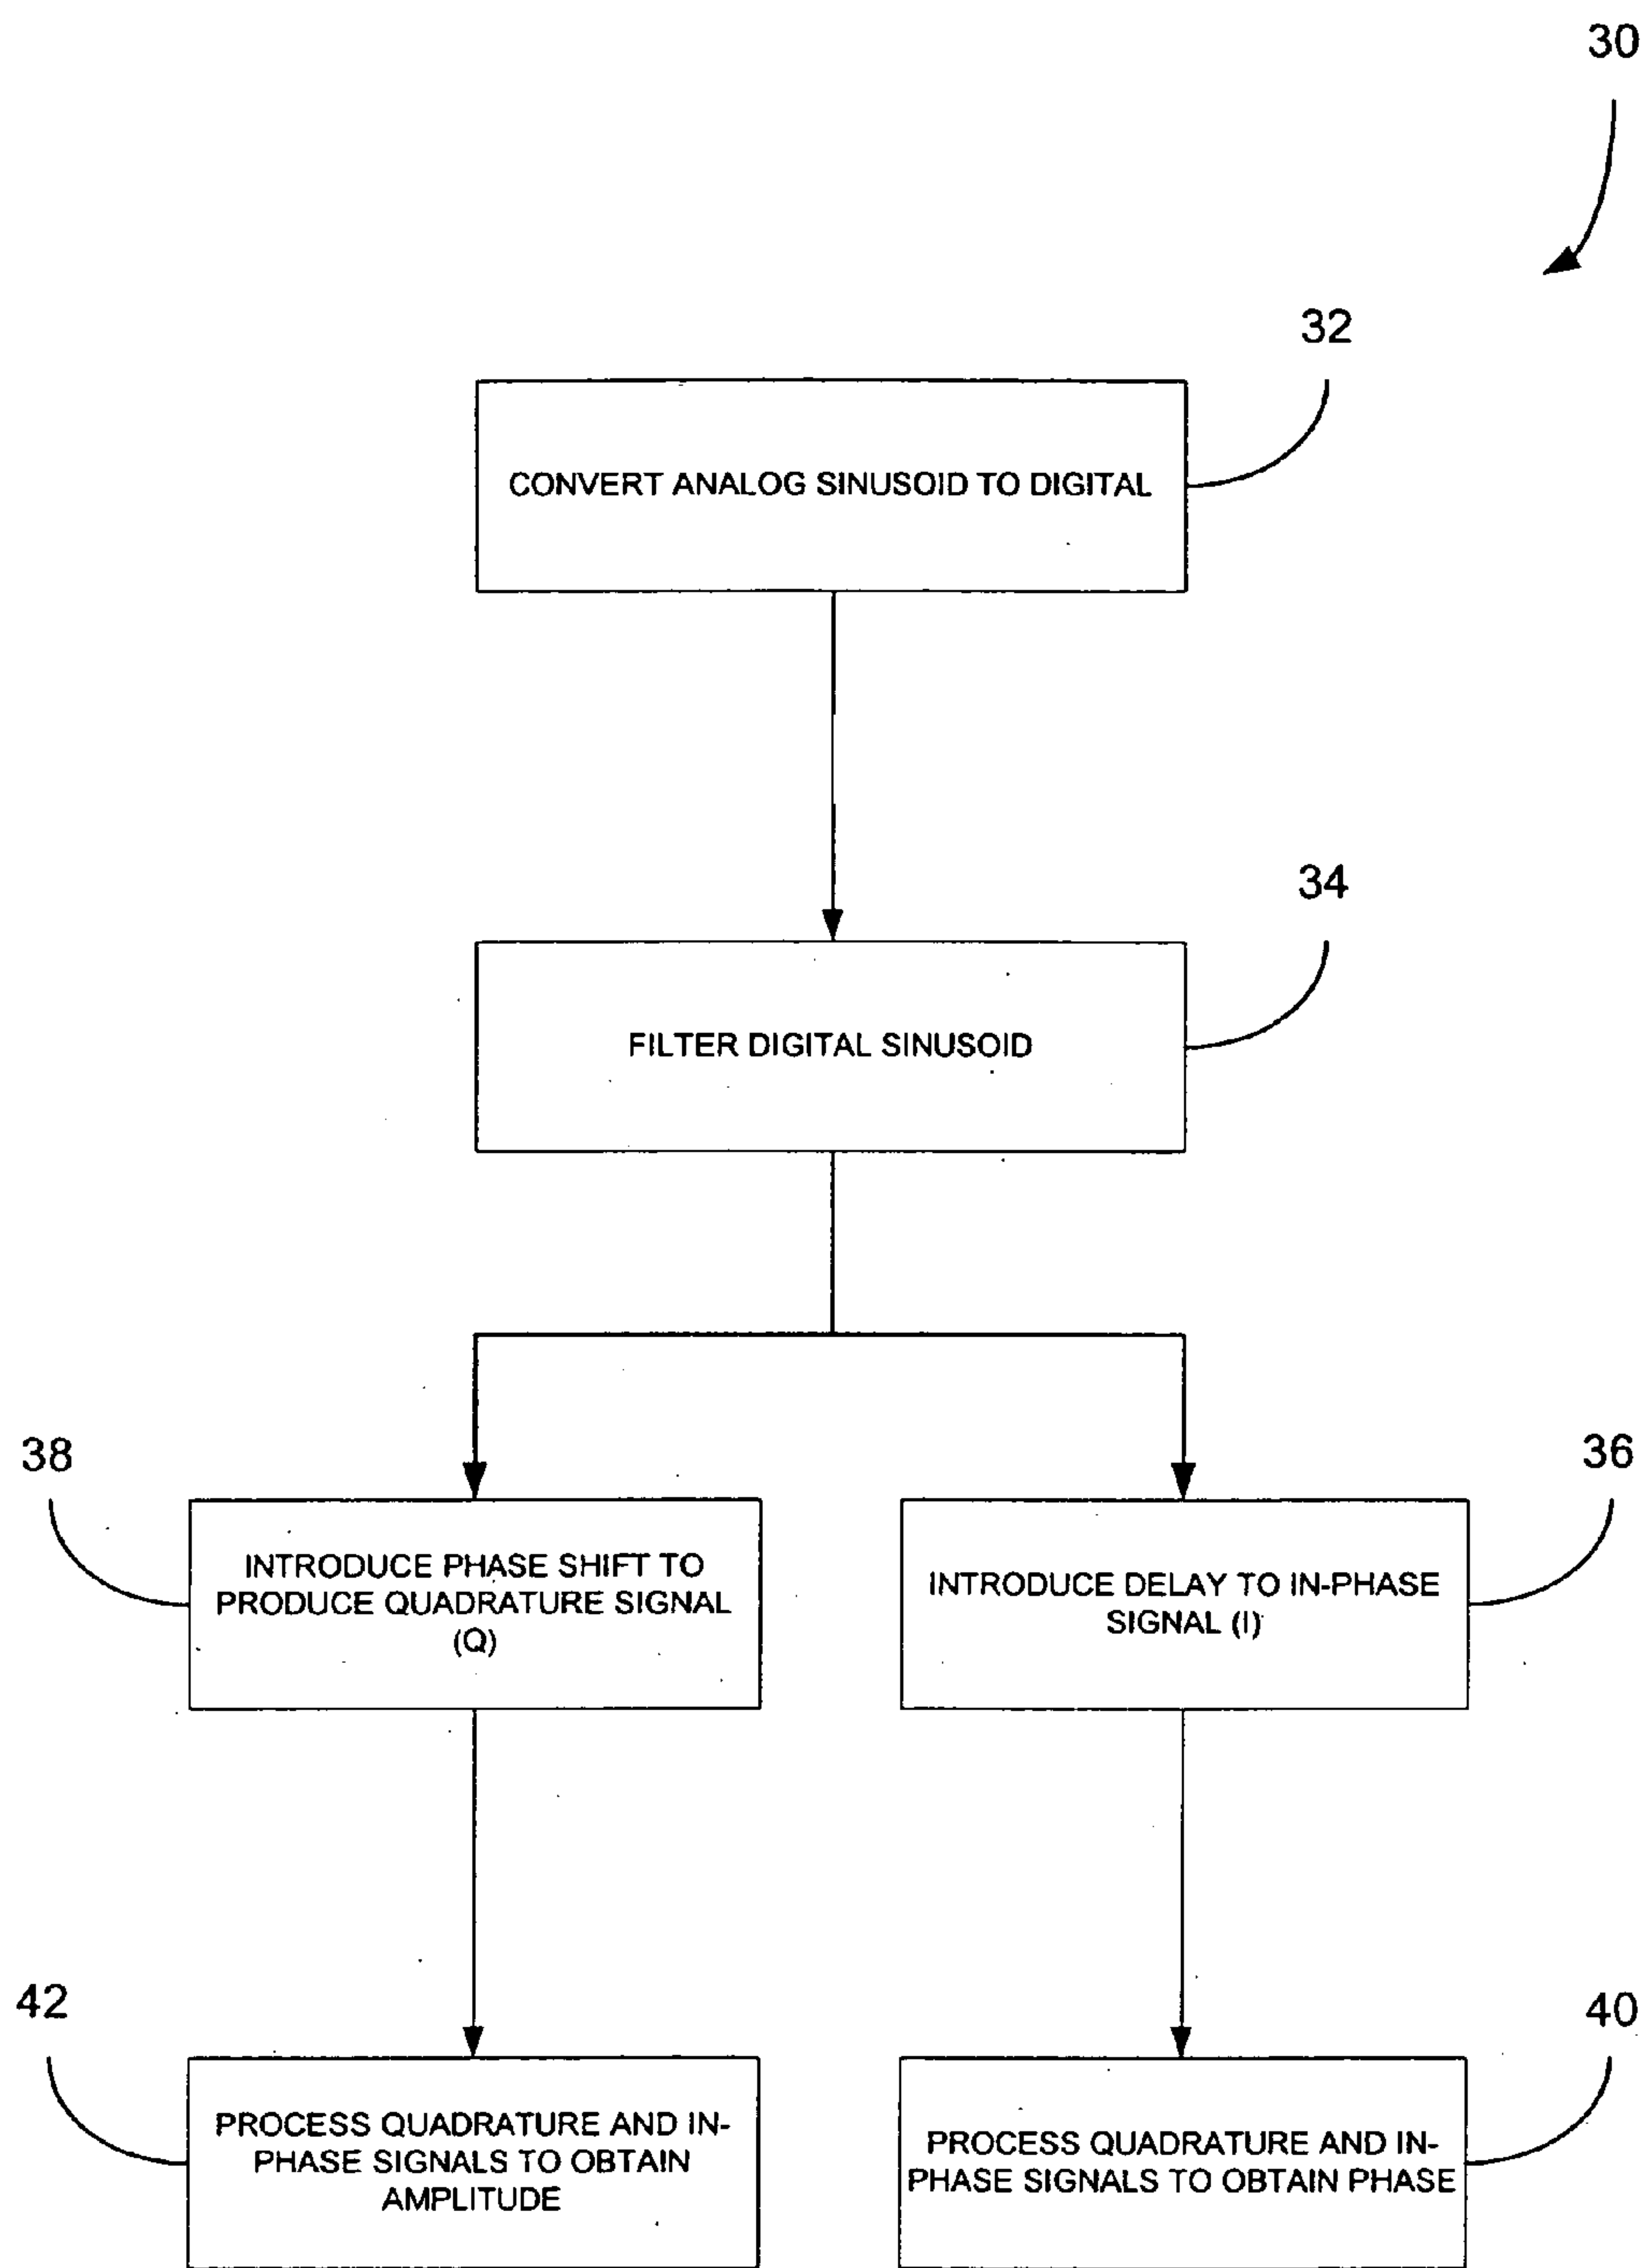 30
32
CONVERT ANALOG SINUSOID TO DIGITAL
34
FILTER DIGITAL SINUSOID
38
36
INTRODUCE PHASE SHIFT TO
PRODUCE QUADRATURE SIGNAL
(Q)
INTRODUCE DELAY TO IN-PHASE
SIGNAL (I)
42
40
PROCESS QUADRATURE AND IN-
PHASE SIGNALS TO OBTAIN
AMPLITUDE
PROCESS QUADRATURE AND IN-
PHASE SIGNALS TO OBTAIN PHASE